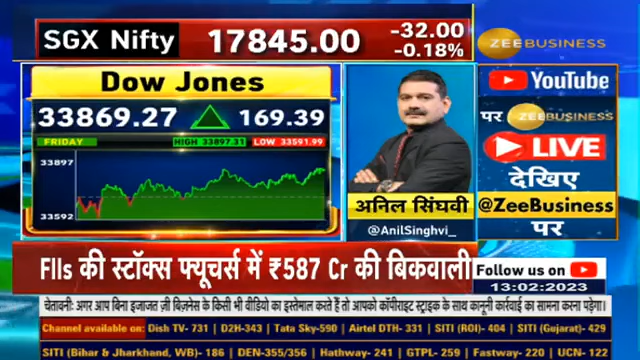 SGX Nifty 17845.00 -32.00
-0.18%
ZEEBUSINESS
Dow Jones
33869.27 169.39
FRIDAY HIGH 33897.31 LOW 33591.99
33897
33592
अनिल सिंघवी
@AnilSinghvi_
YouTube
पर ZEEBUSINESS
LIVE
देखिए
@ZeeBusiness
पर
FIIs की स्टॉक्स फ्यूचर्स में ₹587 Cr की बिकवाली
Follow us on
13-02-2023
चेतावनी: अगर आप बिना इजाजत ज़ी बिज़नेस के किसी भी वीडियो का इस्तेमाल करते हैं तो आपको कॉपीराइट स्ट्राइक के साथ कानूनी कार्रवाई का सामना करना पड़ेगा।
Channel available on: Dish TV- 731 | D2H-343 | Tata Sky-590 | Airtel DTH- 331 | SITI (ROI) - 404 | SITI (Gujarat)- 429
SITI (Bihar & Jharkhand, WB)- 186 | DEN-355/356 | Hathway- 241 | GTPL- 259 | Fastway- 220 | UCN- 122